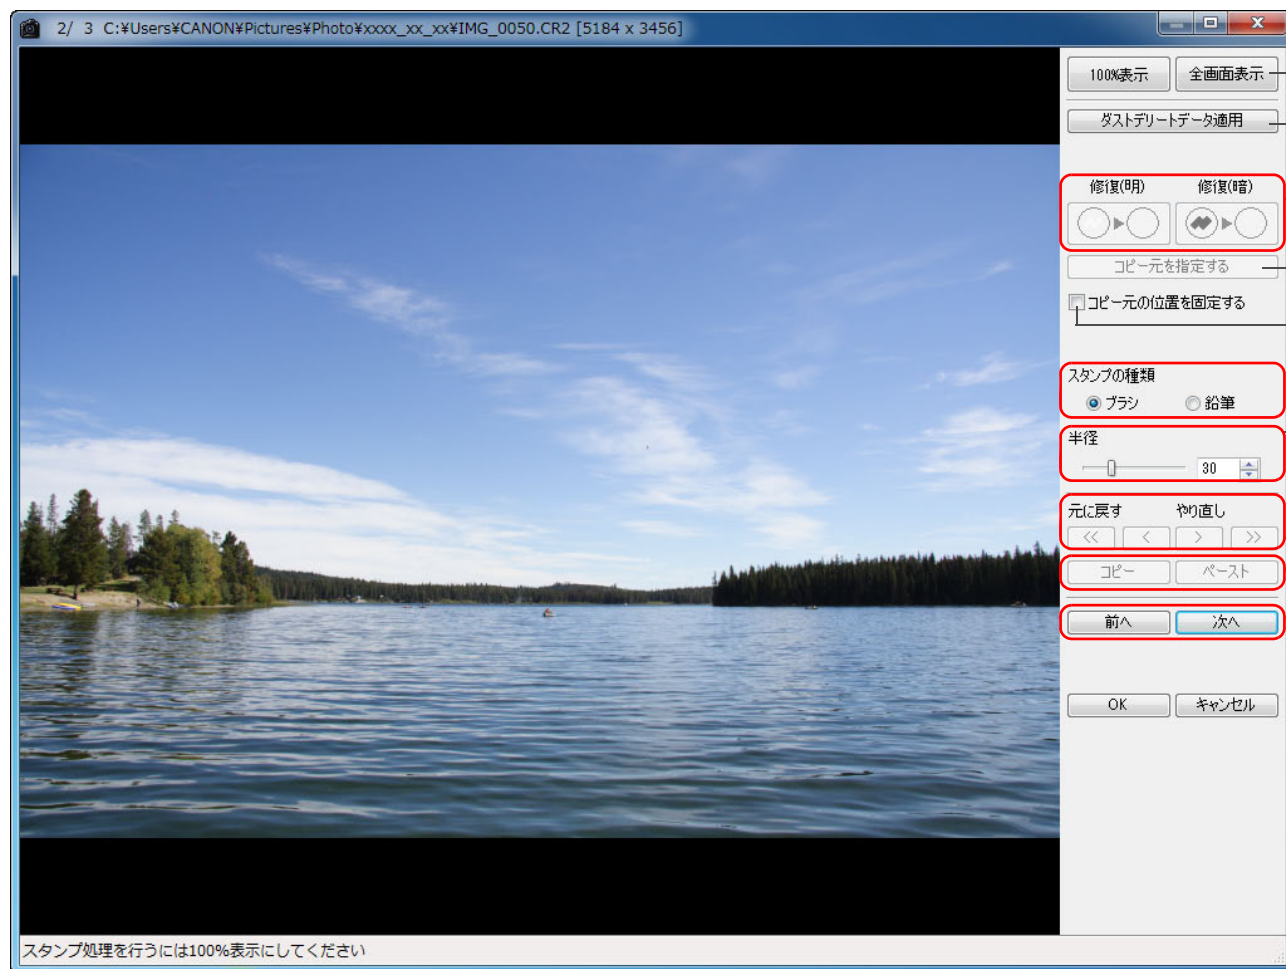 2/ 3 C:¥Users¥CANON¥Pictures¥Photo¥xxxx_xx_xx¥IMG_0050.CR2 [5184 x 3456]
100%表示 全画面表示
ダストデリートデータ適用
修復(明) 修復(暗)
コピー元を指定する
コピー元の位置を固定する
スタンプの種類
ブラシ 鉛筆
半径
30
元に戻す やり直し
<< < > >>
コピー ペースト
前へ 次へ
OK キャンセル
スタンプ処理を行うには100%表示にしてください